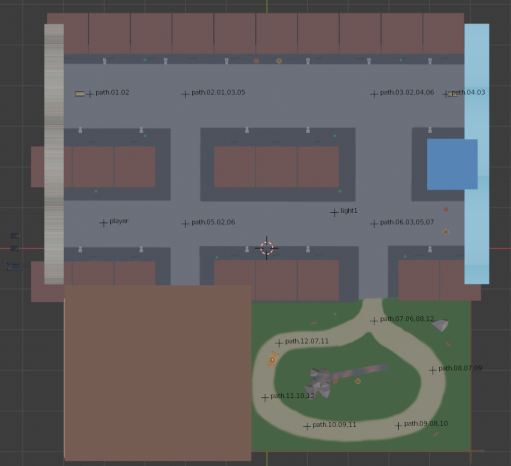 path.01.02
path.02.01,03,05
path.03.02,04,06
path.04.03
player
path.05.02,06
light1
path.06.03,05,07
path.07.06,08,12
path.12.07,11
path.08.07,09
path.11.10,12
path.10.09,11
path.09.08,10